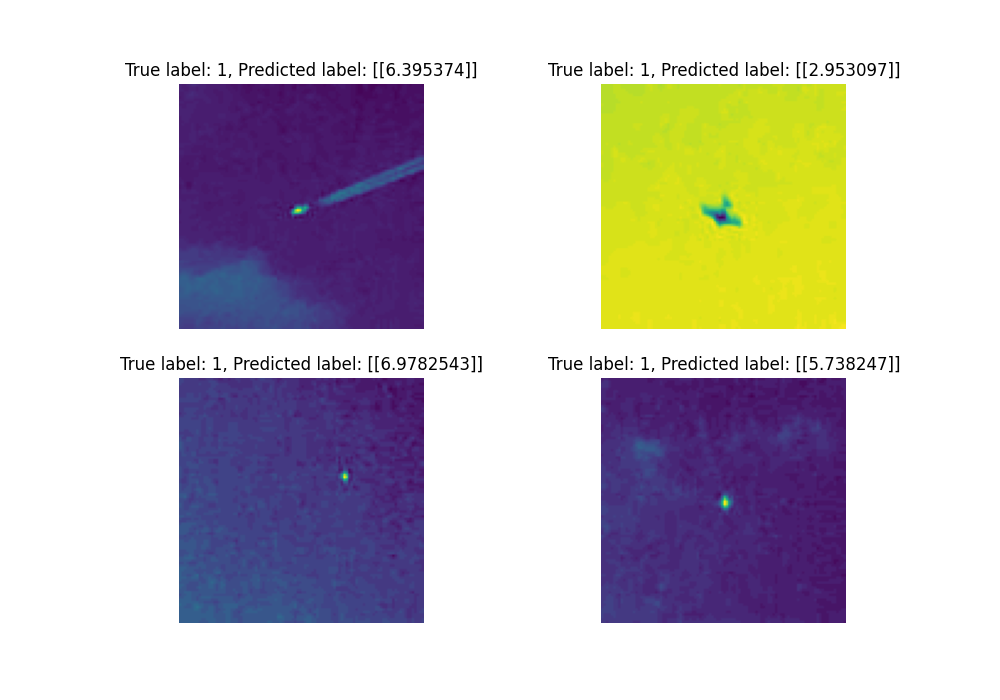 True label: 1, Predicted label: [[6.395374]]
True label: 1, Predicted label: [[2.953097]]
True label: 1, Predicted label: [[6.9782543]]
True label: 1, Predicted label: [[5.738247]]